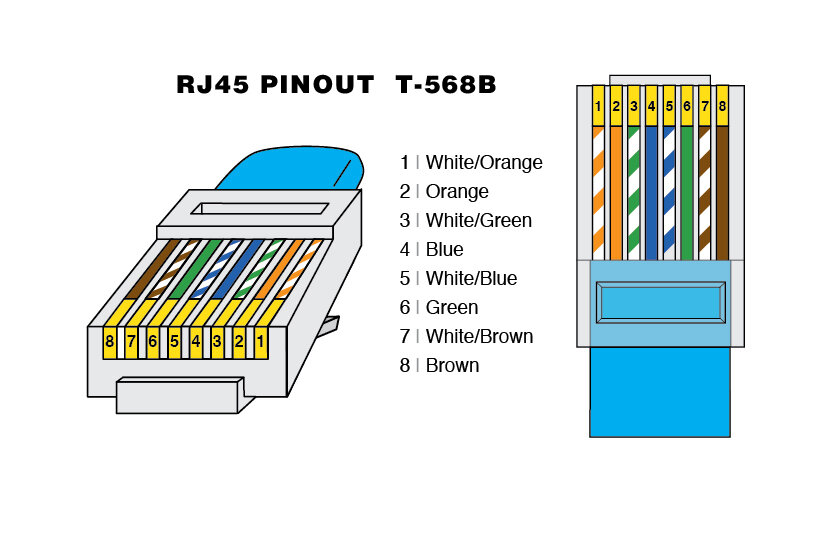 RJ45 PINOUT T-568B
1 | White/Orange
2 | Orange
3 | White/Green
4 | Blue
5 | White/Blue
6 | Green
7 | White/Brown
8 | Brown
8 7 6 5 4 3 2 1
1 2 3 4 5 6 7 8